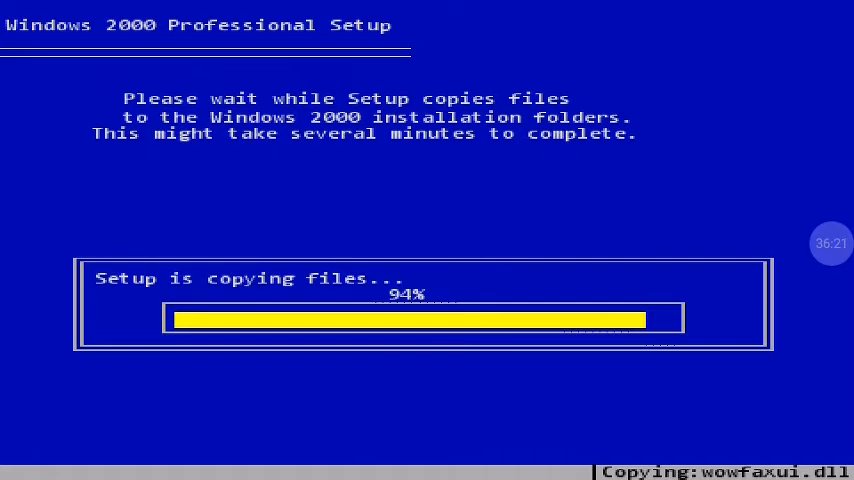 Windows 2000 Professional Setup
Please wait while Setup copies files
to the Windows 2000 installation folders.
This might take several minutes to complete.
36:21
Setup is copying files...
94%
Copying:wowfaxui.dll